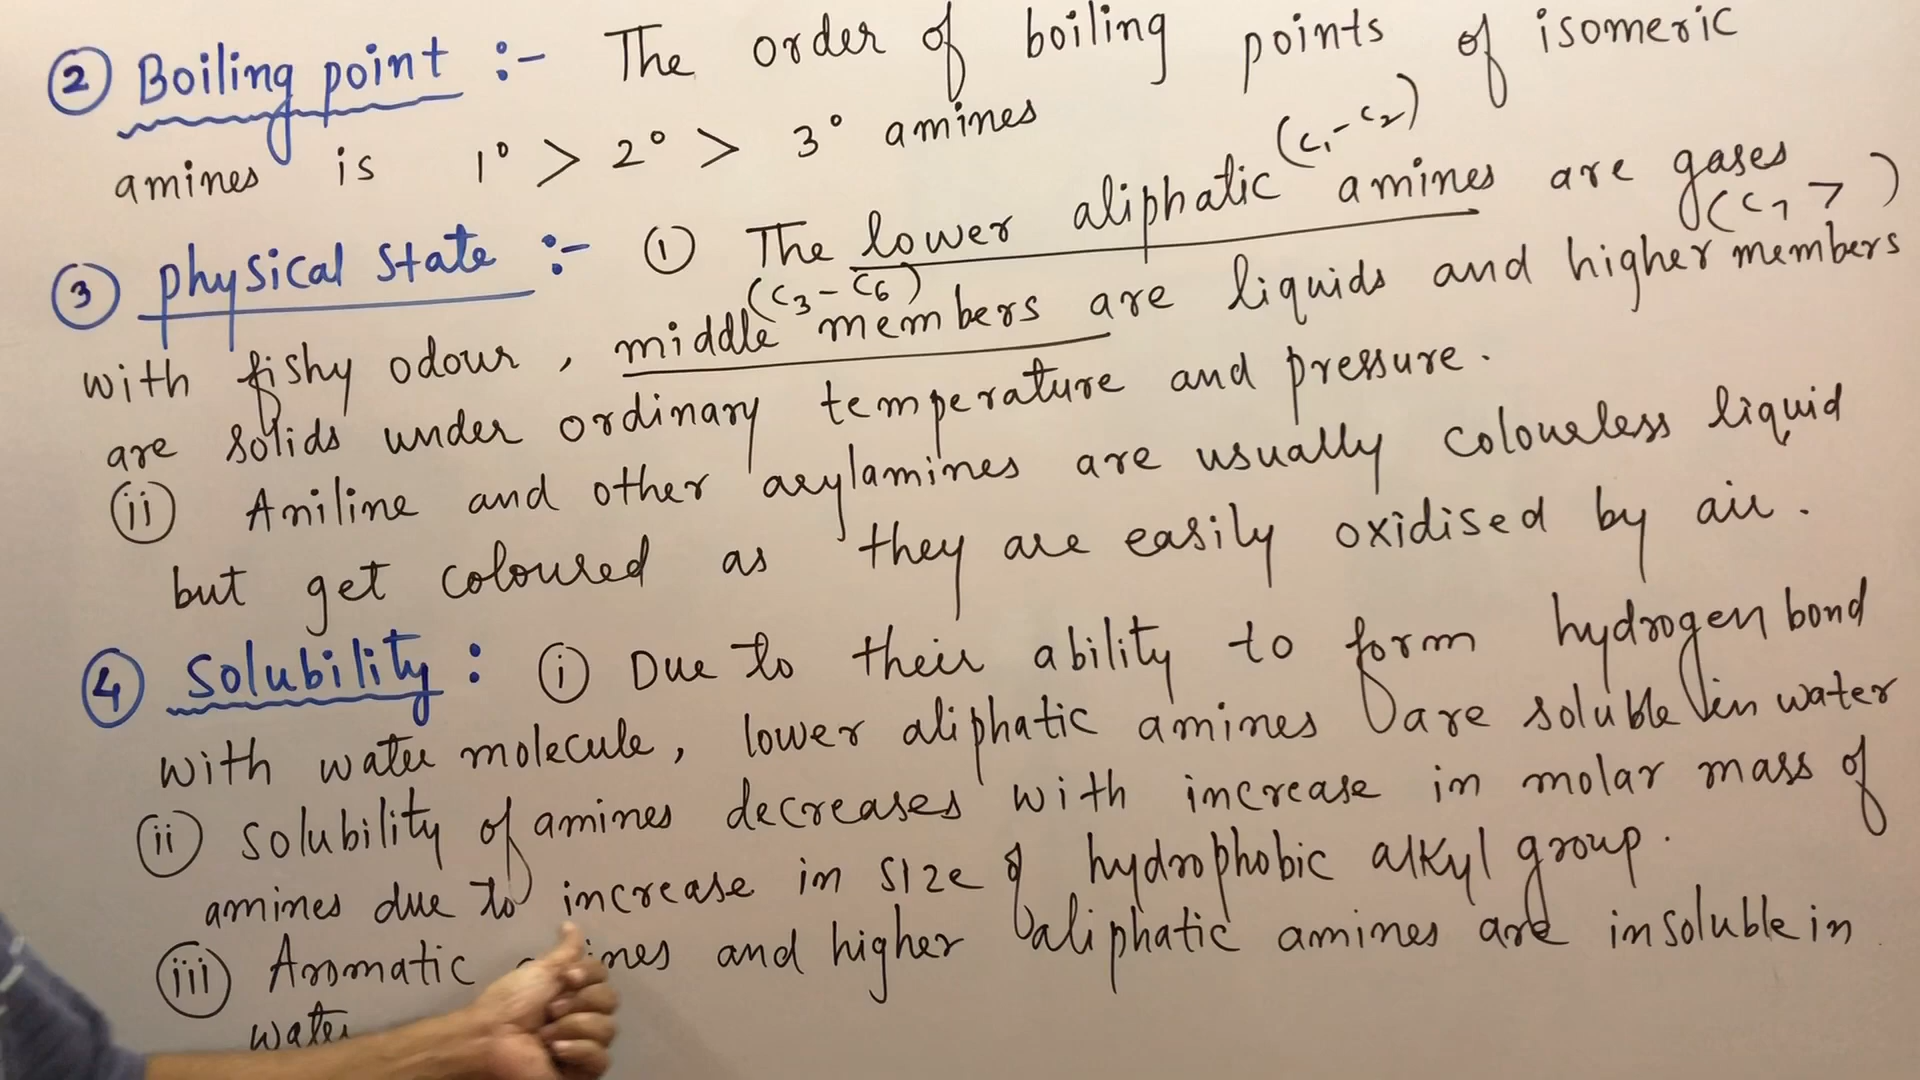 ② Boiling point :- The order of boiling points of isomeric
amines is 1° > 2° > 3° amines
(C₁-C₂)
③ physical state :- ① The lower aliphatic amines are gases
(C₃-C₆) (C₇ > )
with fishy odour, middle members are liquids and higher members
are solids under ordinary temperature and pressure.
(ii) Aniline and other arylamines are usually colourless liquid
but get coloured as they are easily oxidised by air.
④ Solubility : (i) Due to their ability to form hydrogen bond
with water molecule, lower aliphatic amines are soluble in water
(ii) Solubility of amines decreases with increase in molar mass of
amines due to increase in size of hydrophobic alkyl group.
(iii) Aromatic and higher aliphatic amines are insoluble in
water